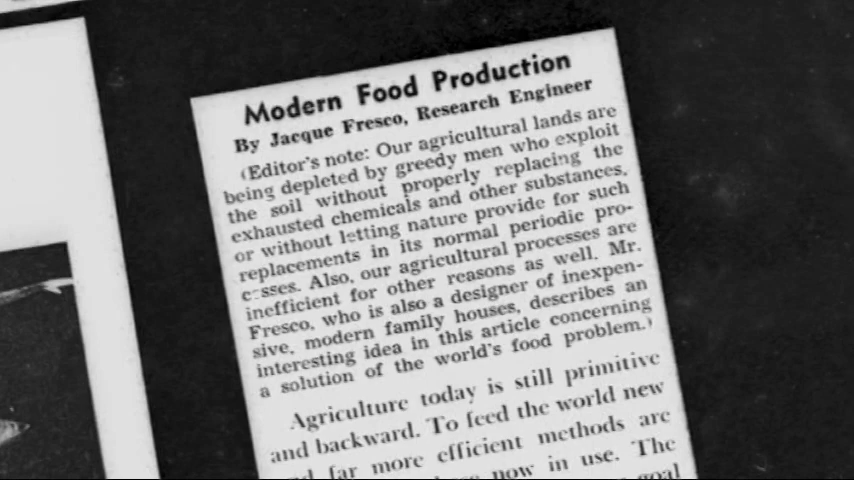 Modern Food Production
By Jacque Fresco, Research Engineer
(Editor's note: Our agricultural lands are
being depleted by greedy men who exploit
the soil without properly replacing the
exhausted chemicals and other substances,
or without letting nature provide for such
replacements in its normal periodic pro-
cesses. Also, our agricultural processes are
inefficient for other reasons as well. Mr.
Fresco, who is also a designer of inexpen-
sive, modern family houses, describes an
interesting idea in this article concerning
a solution of the world's food problem.)
Agriculture today is still primitive
and backward. To feed the world new
far more efficient methods are
now in use. The
goal